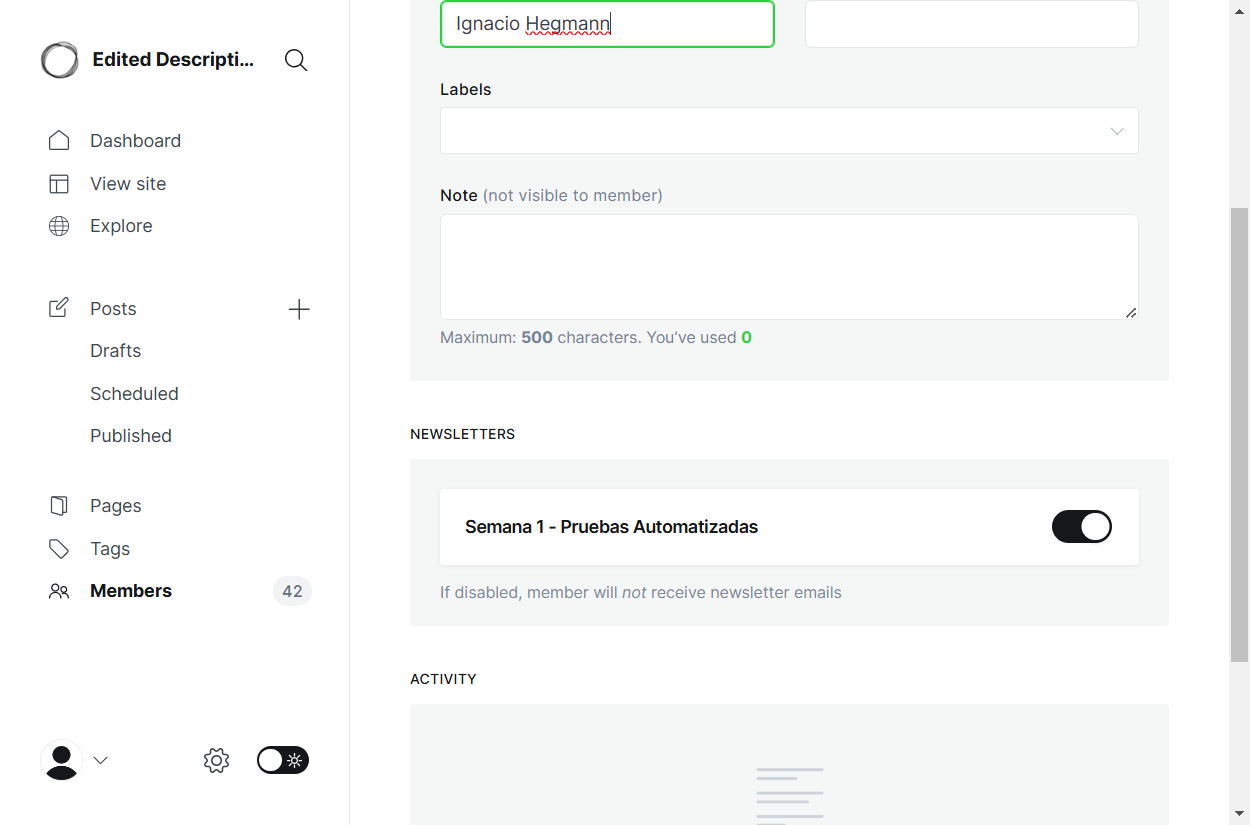 Edited Descripti...
Dashboard
View site
Explore
Posts
Drafts
Scheduled
Published
Pages
Tags
Members 42
Ignacio Hegmann
Labels
Note (not visible to member)
Maximum: 500 characters. You’ve used 0
NEWSLETTERS
Semana 1 - Pruebas Automatizadas
If disabled, member will not receive newsletter emails
ACTIVITY